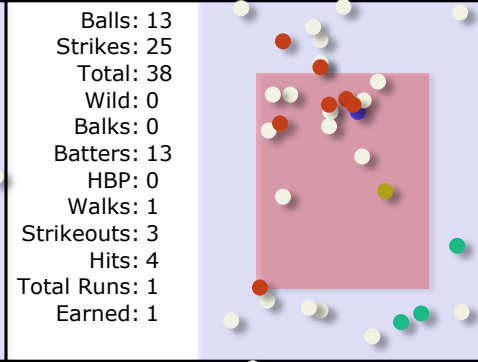 Balls: 13
Strikes: 25
Total: 38
Wild: 0
Balks: 0
Batters: 13
HBP: 0
Walks: 1
Strikeouts: 3
Hits: 4
Total Runs: 1
Earned: 1